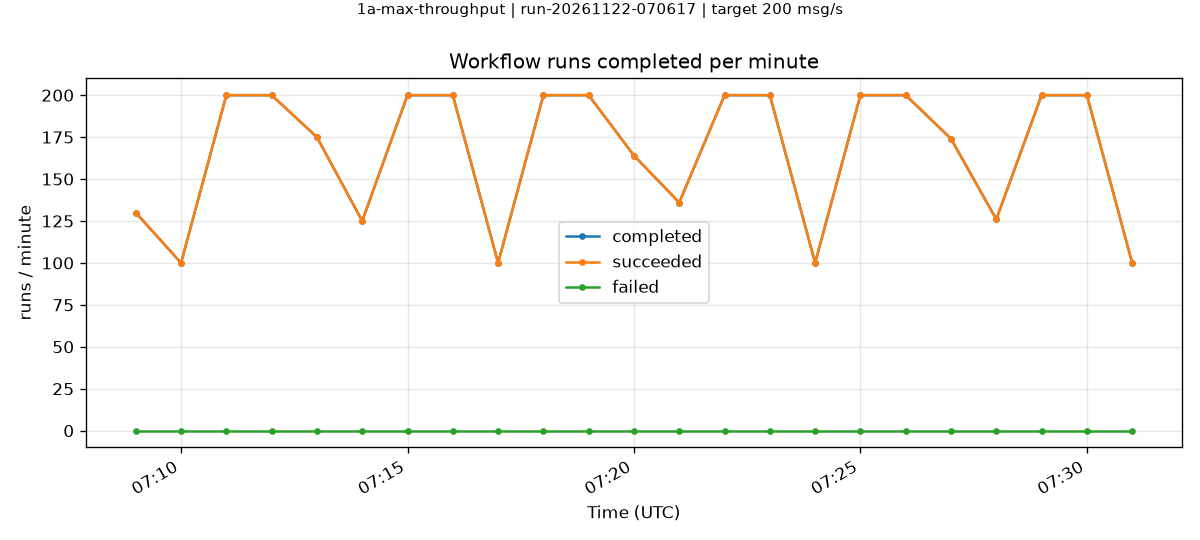 1a-max-throughput | run-20261122-070617 | target 200 msg/s
Workflow runs completed per minute
runs / minute
200
175
150
125
100
75
50
25
0
completed
succeeded
failed
07:10
07:15
07:20
07:25
07:30
Time (UTC)